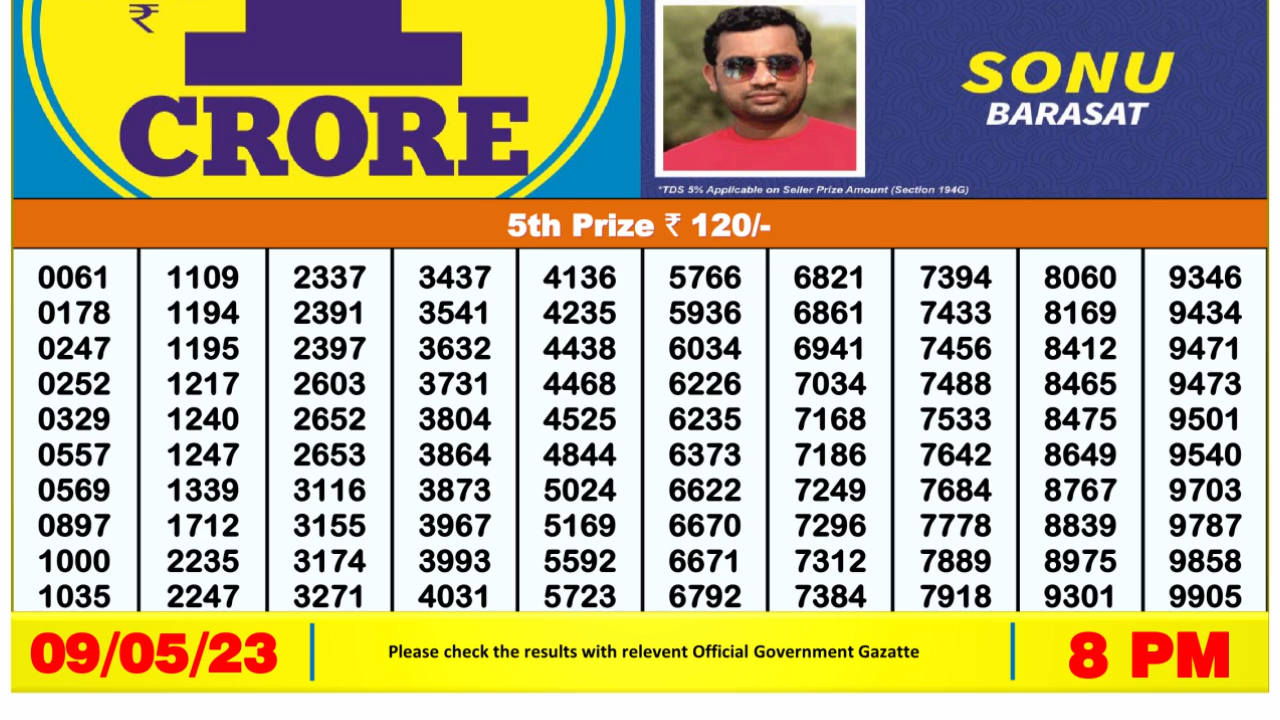 ₹
CRORE
SONU
BARASAT
*TDS 5% Applicable on Seller Prize Amount (Section 194G)
5th Prize ₹ 120/-
0061 1109 2337 3437 4136 5766 6821 7394 8060 9346
0178 1194 2391 3541 4235 5936 6861 7433 8169 9434
0247 1195 2397 3632 4438 6034 6941 7456 8412 9471
0252 1217 2603 3731 4468 6226 7034 7488 8465 9473
0329 1240 2652 3804 4525 6235 7168 7533 8475 9501
0557 1247 2653 3864 4844 6373 7186 7642 8649 9540
0569 1339 3116 3873 5024 6622 7249 7684 8767 9703
0897 1712 3155 3967 5169 6670 7296 7778 8839 9787
1000 2235 3174 3993 5592 6671 7312 7889 8975 9858
1035 2247 3271 4031 5723 6792 7384 7918 9301 9905
09/05/23 Please check the results with relevent Official Government Gazatte 8 PM